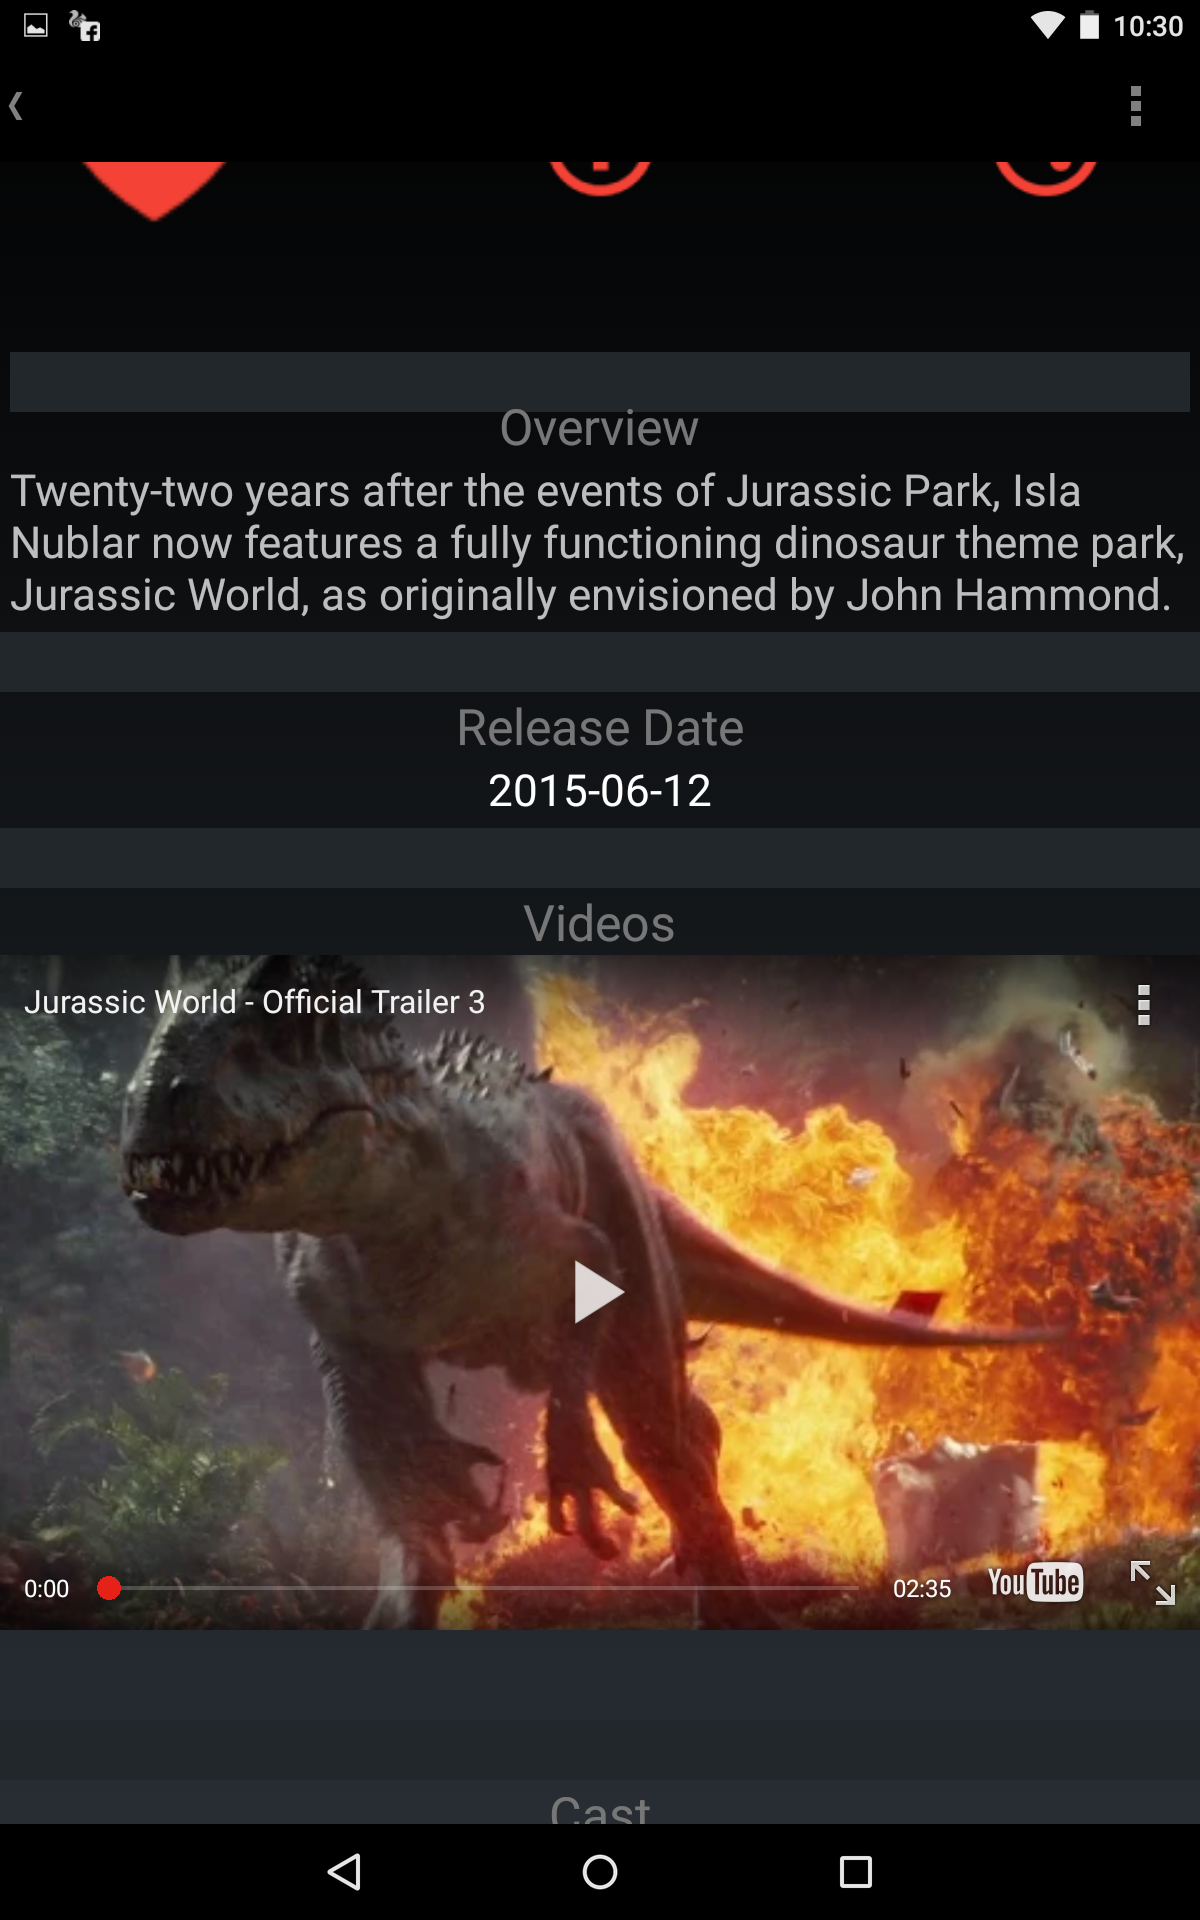 10:30
Overview
Twenty-two years after the events of Jurassic Park, Isla
Nublar now features a fully functioning dinosaur theme park,
Jurassic World, as originally envisioned by John Hammond.
Release Date
2015-06-12
Videos
Jurassic World - Official Trailer 3
0:00
02:35
YouTube
Cast